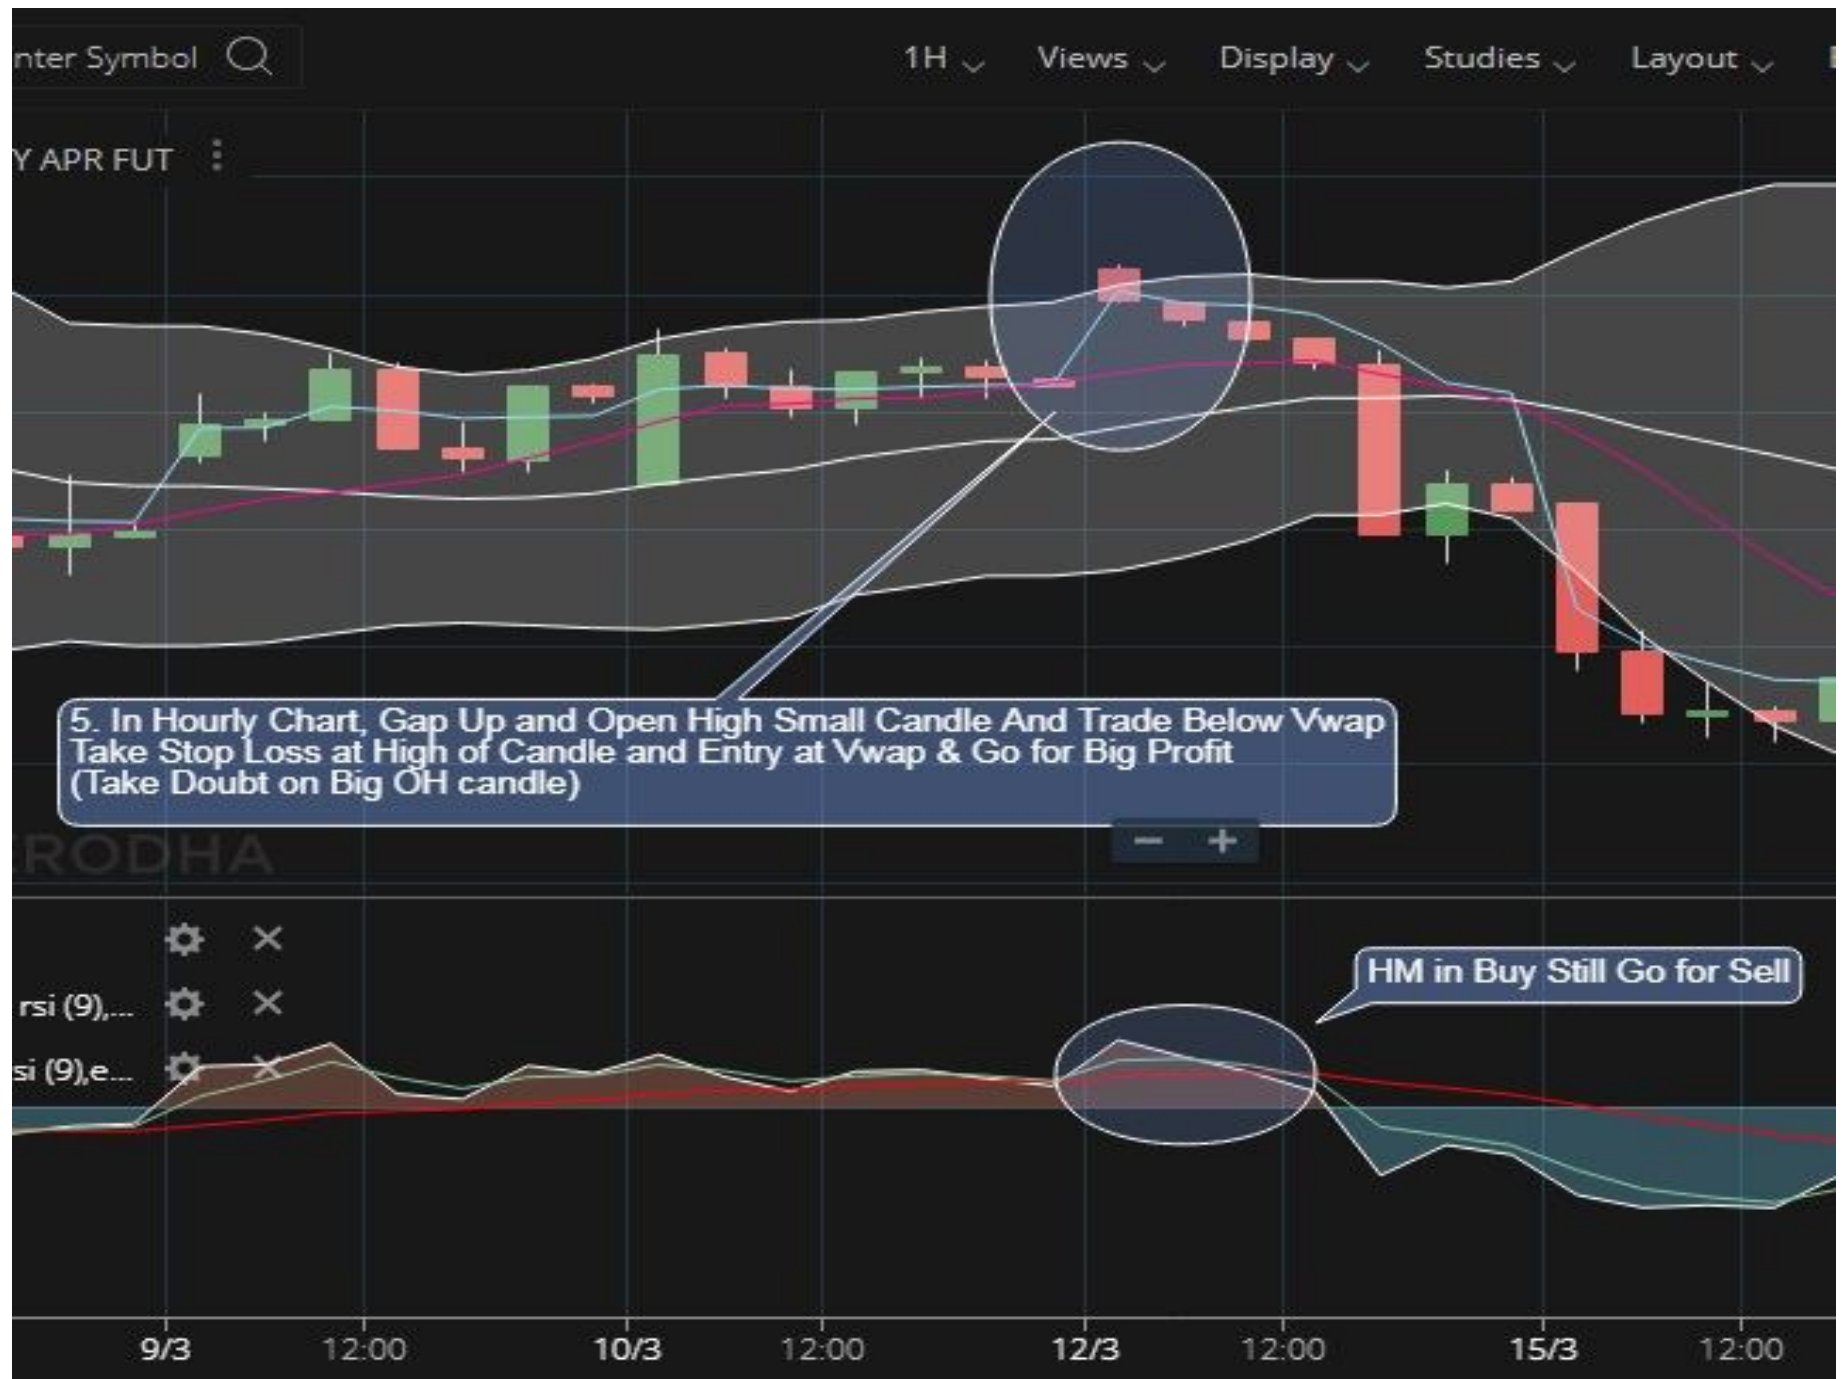 nter Symbol
1H Views Display Studies Layout
Y APR FUT
5. In Hourly Chart, Gap Up and Open High Small Candle And Trade Below Vwap
Take Stop Loss at High of Candle and Entry at Vwap & Go for Big Profit
(Take Doubt on Big OH candle)
ERODHA
HM in Buy Still Go for Sell
rsi (9),...
si (9),e...
9/3 12:00 10/3 12:00 12/3 12:00 15/3 12:00